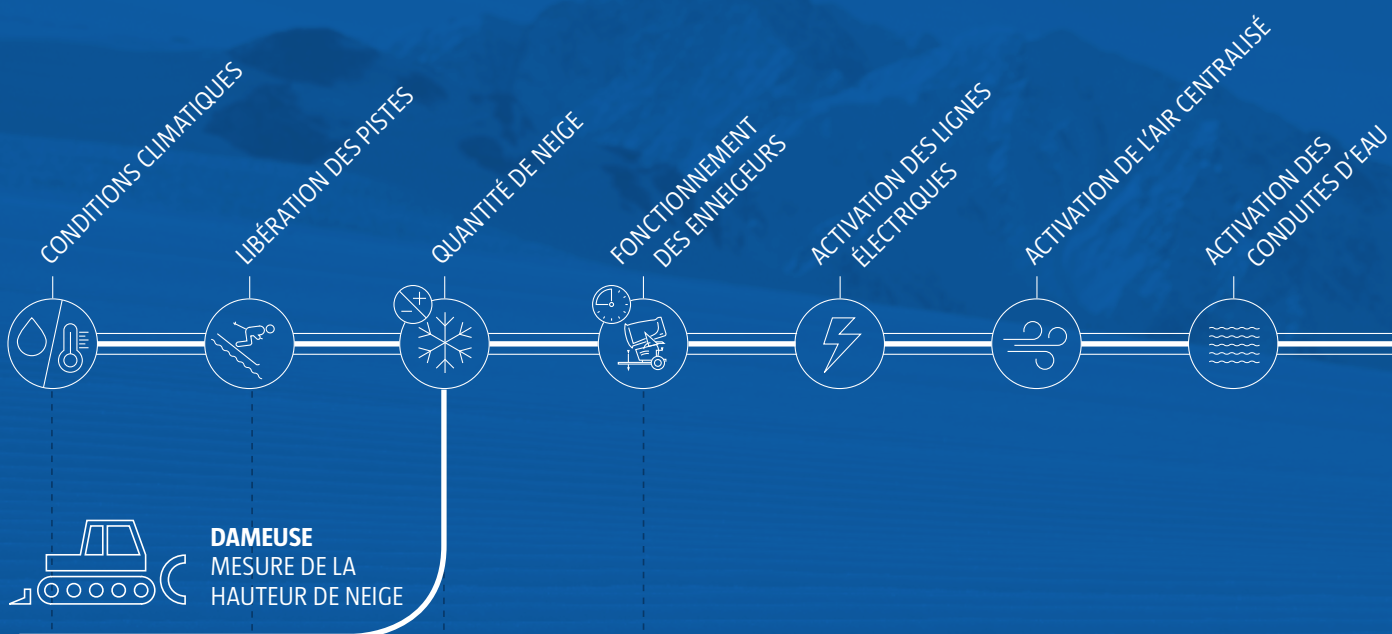 CONDITIONS CLIMATIQUES
LIBÉRATION DES PISTES
QUANTITÉ DE NEIGE
FONCTIONNEMENT
DES ENNEIGEURS
ACTIVATION DES LIGNES
ÉLECTRIQUES
ACTIVATION DE L'AIR CENTRALISÉ
ACTIVATION DES
CONDUITES D'EAU
DAMEUSE
MESURE DE LA
HAUTEUR DE NEIGE